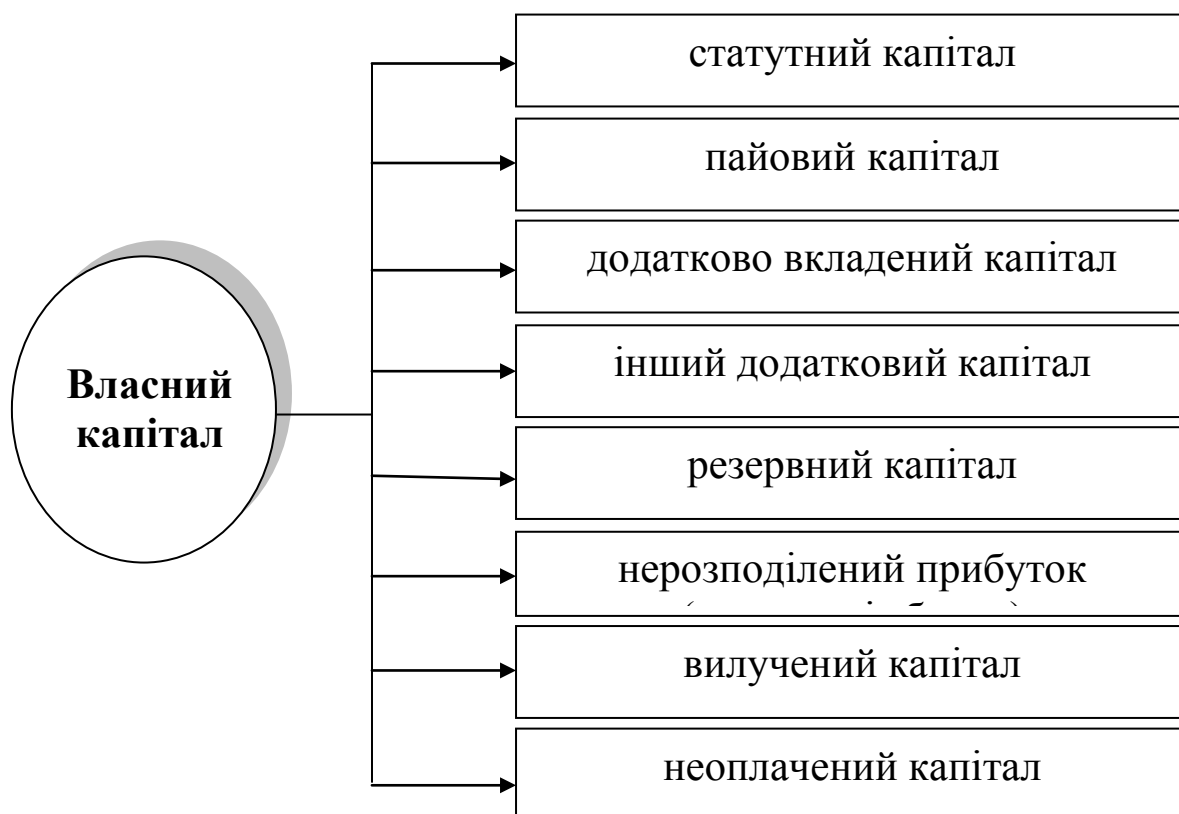 статутний капітал
пайовий капітал
додатково вкладений капітал
інший додатковий капітал
Власний
капітал
резервний капітал
нерозподілений прибуток
вилучений капітал
неоплачений капітал